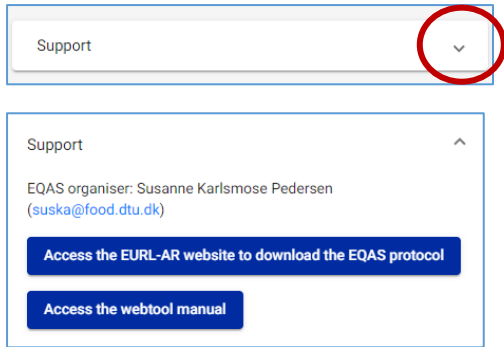 Support
Support
EQAS organiser: Susanne Karlsmose Pedersen
(suska@food.dtu.dk)
Access the EURL-AR website to download the EQAS protocol
Access the webtool manual